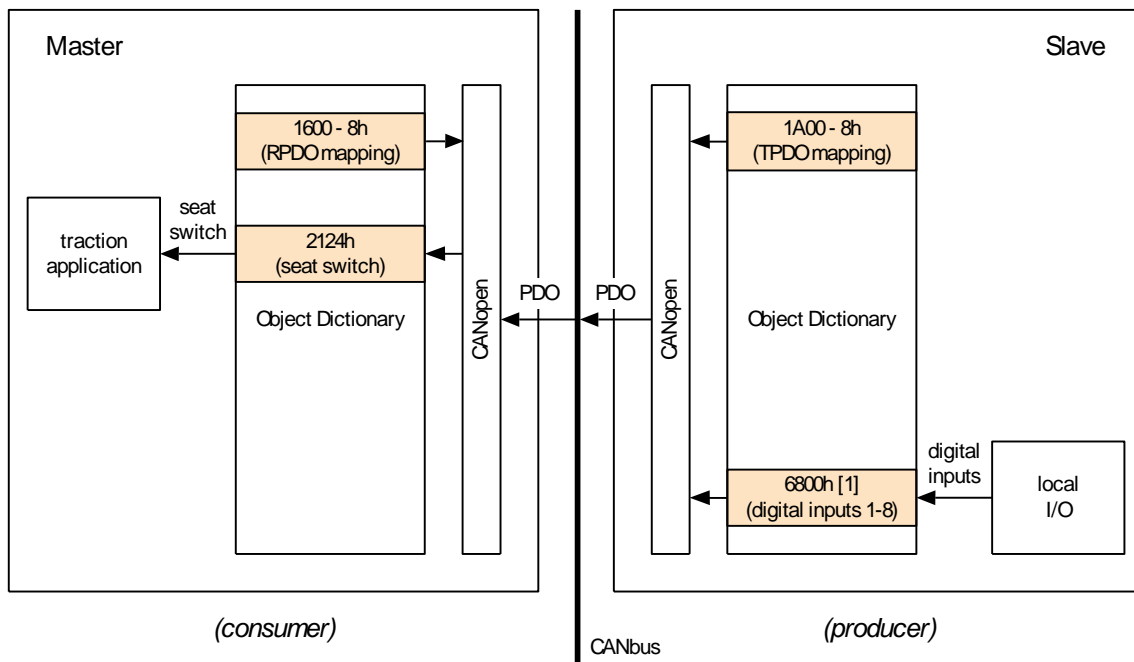 Master
1600 - 8h
(RPDO mapping)
seat
switch
traction
application
2124h
(seat switch)
Object Dictionary
CANopen
PDO
(consumer)
PDO
CANbus
Slave
CANopen
1A00 - 8h
(TPDO mapping)
Object Dictionary
6800h [1]
(digital inputs 1-8)
digital
inputs
local
I/O
(producer)